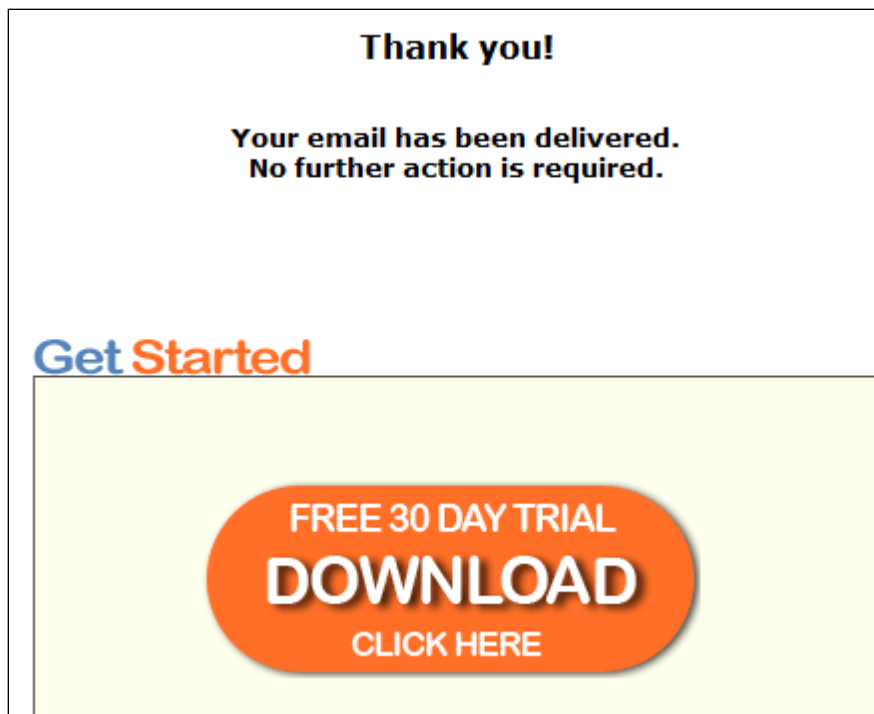 Thank you!
Your email has been delivered.
No further action is required.
Get Started
FREE 30 DAY TRIAL
DOWNLOAD
CLICK HERE